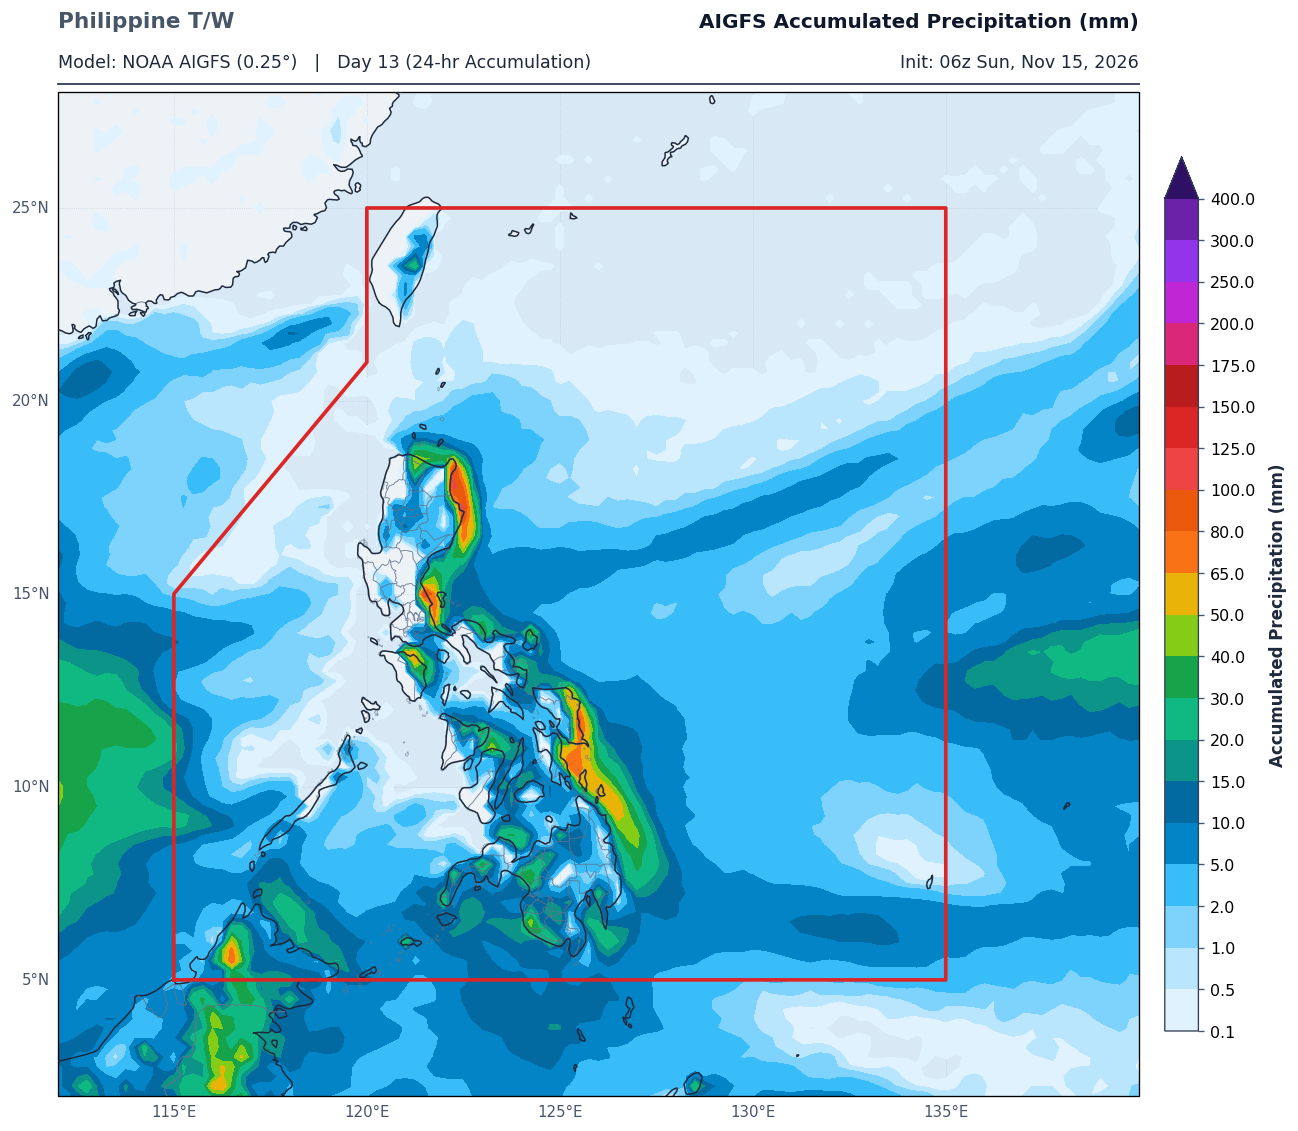 Philippine T/W
AIGFS Accumulated Precipitation (mm)
Model: NOAA AIGFS (0.25°)   |   Day 13 (24-hr Accumulation)
Init: 06z Sun, Nov 15, 2026
25°N
20°N
15°N
10°N
5°N
115°E
120°E
125°E
130°E
135°E
400.0
300.0
250.0
200.0
175.0
150.0
125.0
100.0
80.0
65.0
50.0
40.0
30.0
20.0
15.0
10.0
5.0
2.0
1.0
0.5
0.1
Accumulated Precipitation (mm)